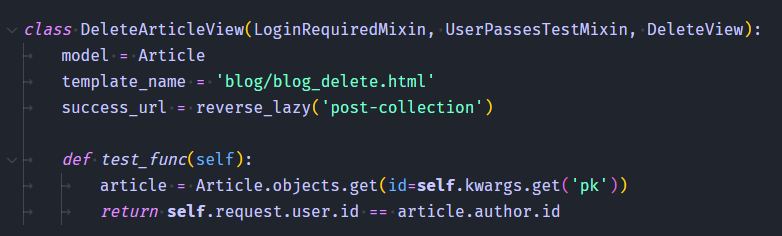 class DeleteArticleView(LoginRequiredMixin, UserPassesTestMixin, DeleteView):
    model = Article
    template_name = 'blog/blog_delete.html'
    success_url = reverse_lazy('post-collection')

    def test_func(self):
        article = Article.objects.get(id=self.kwargs.get('pk'))
        return self.request.user.id == article.author.id